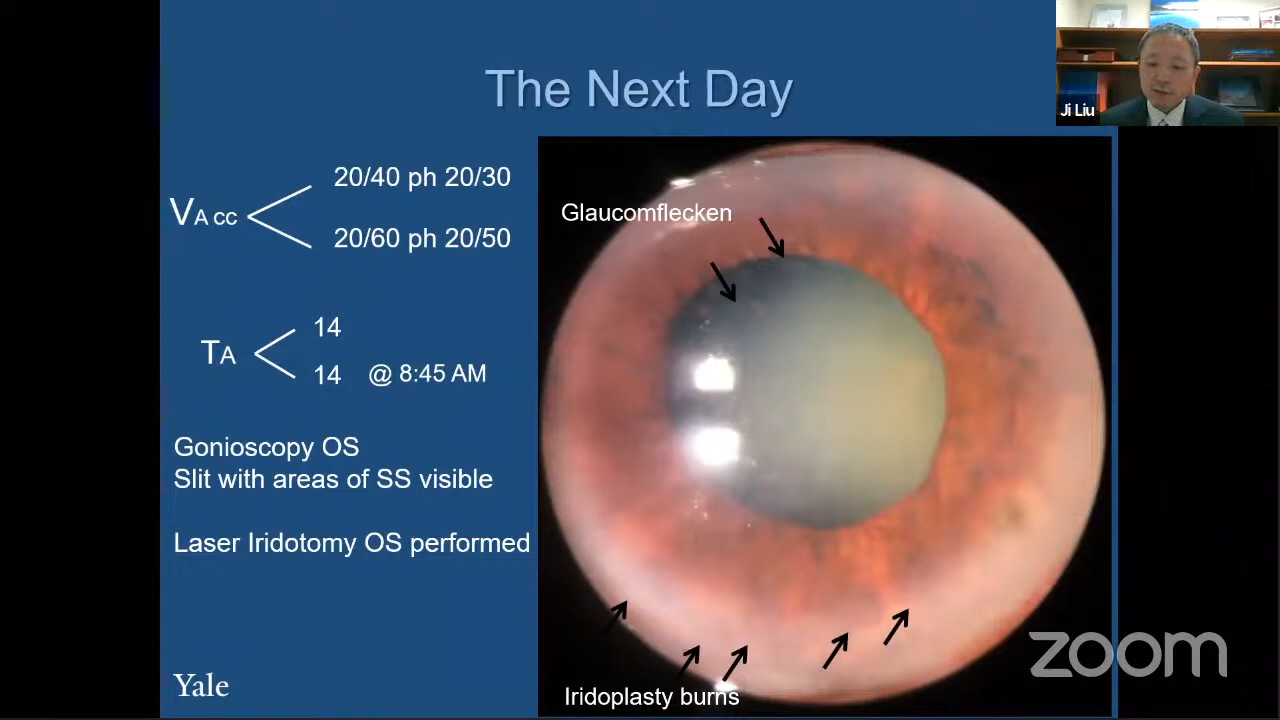 The Next Day
Ji Liu
VA cc
20/40 ph 20/30
20/60 ph 20/50
TA
14
14 @ 8:45 AM
Gonioscopy OS
Slit with areas of SS visible
Laser Iridotomy OS performed
Yale
Glaucomflecken
Iridoplasty burns
zoom